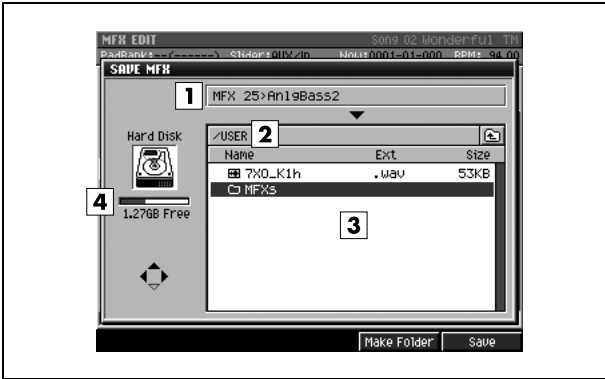 MFX EDIT Song 02 Wonderful TM
PadBank:--(------) Slider:AUX/In Now:0001-01-000 BPM: 94.00
SAVE MFX
1 MFX 25>AnlgBass2
Hard Disk
/USER 2
Name Ext Size
7X0_K1h .wav 53KB
MFXs
4
1.27GB Free
3
Make Folder Save